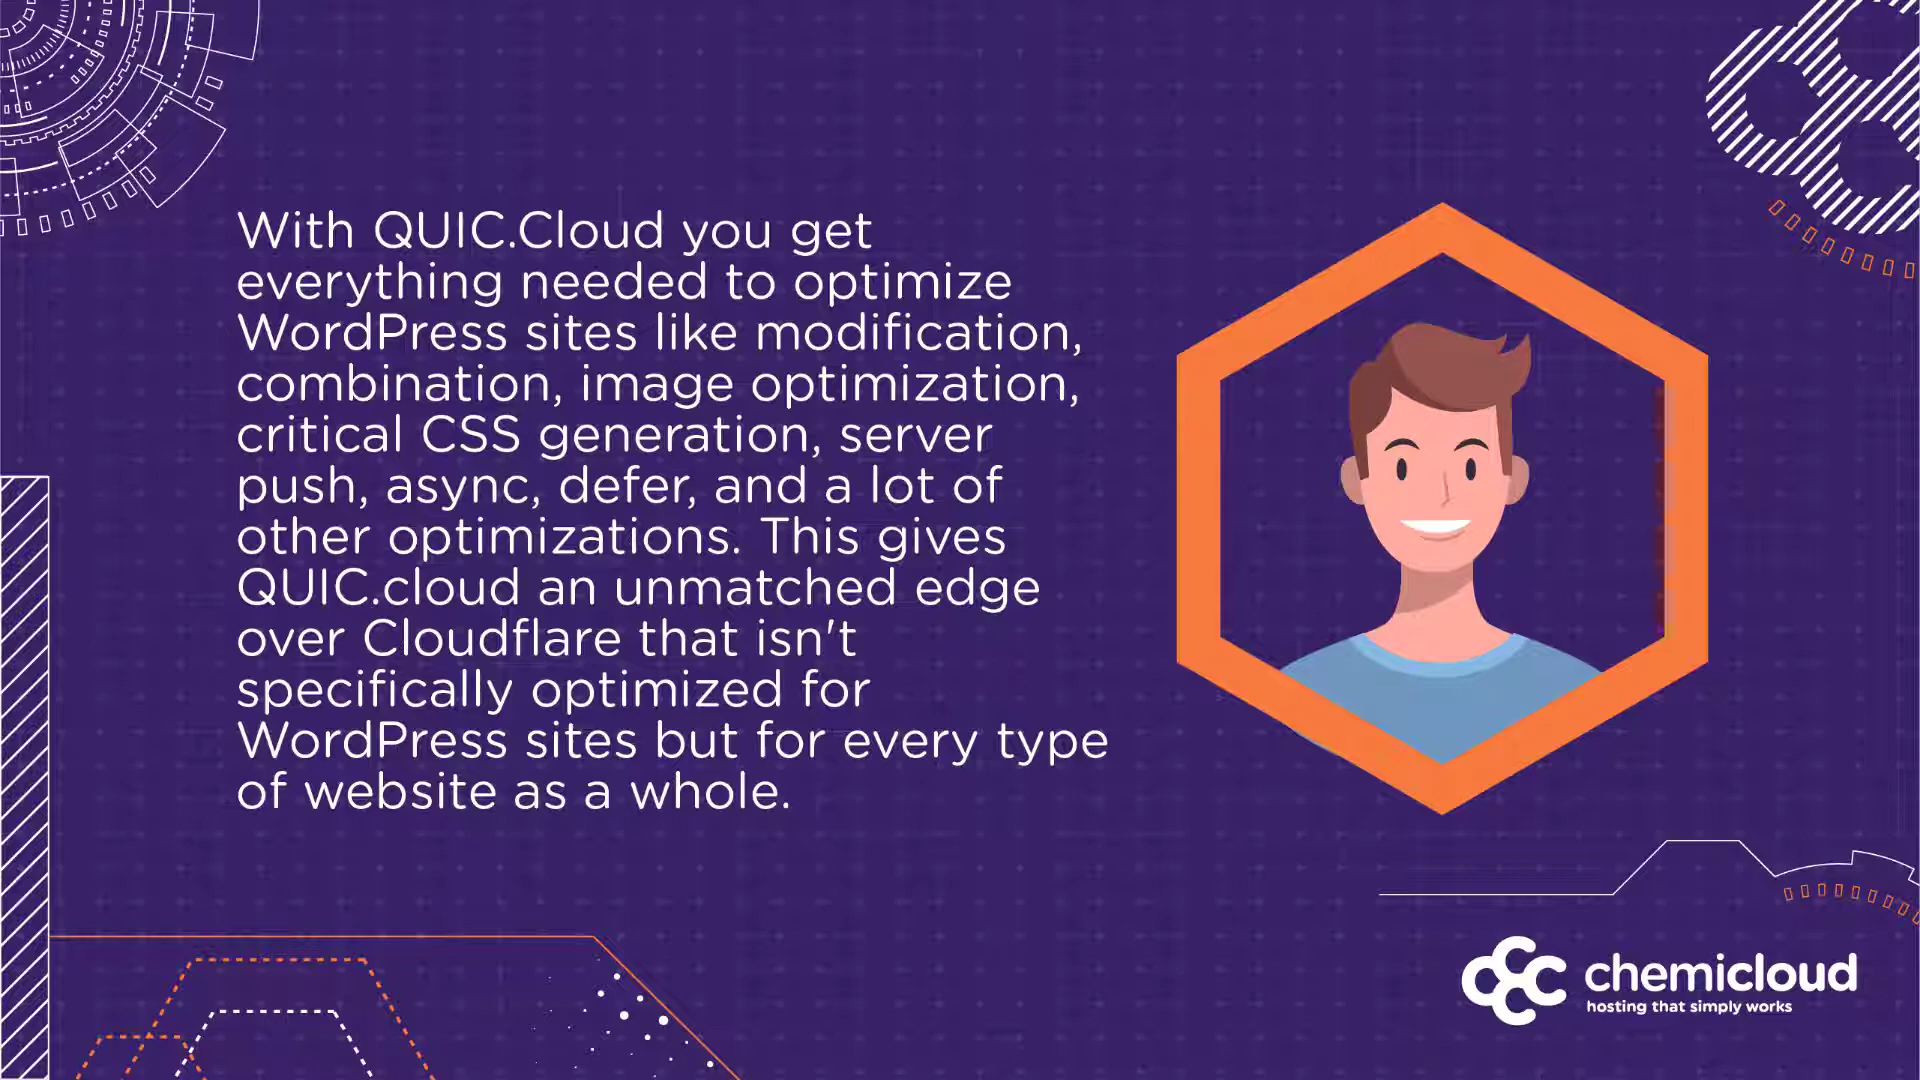 With QUIC.Cloud you get
everything needed to optimize
WordPress sites like modification,
combination, image optimization,
critical CSS generation, server
push, async, defer, and a lot of
other optimizations. This gives
QUIC.cloud an unmatched edge
over Cloudflare that isn't
specifically optimized for
WordPress sites but for every type
of website as a whole.
chemicloud
hosting that simply works